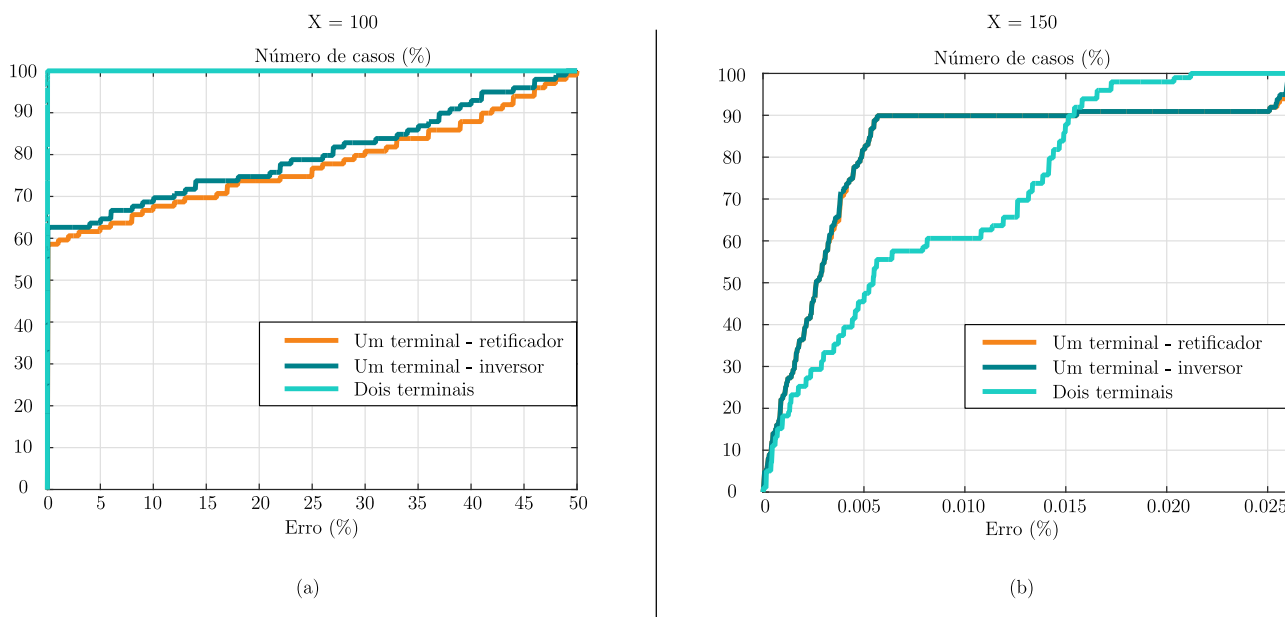 X = 100
Número de casos (%)
100
90
80
70
60
50
40
30
20
10
0
0 5 10 15 20 25 30 35 40 45 50
Erro (%)
Um terminal - retificador
Um terminal - inversor
Dois terminais
(a)
X = 150
Número de casos (%)
100
90
80
70
60
50
40
30
20
10
0
0 0.005 0.010 0.015 0.020 0.025
Erro (%)
Um terminal - retificador
Um terminal - inversor
Dois terminais
(b)